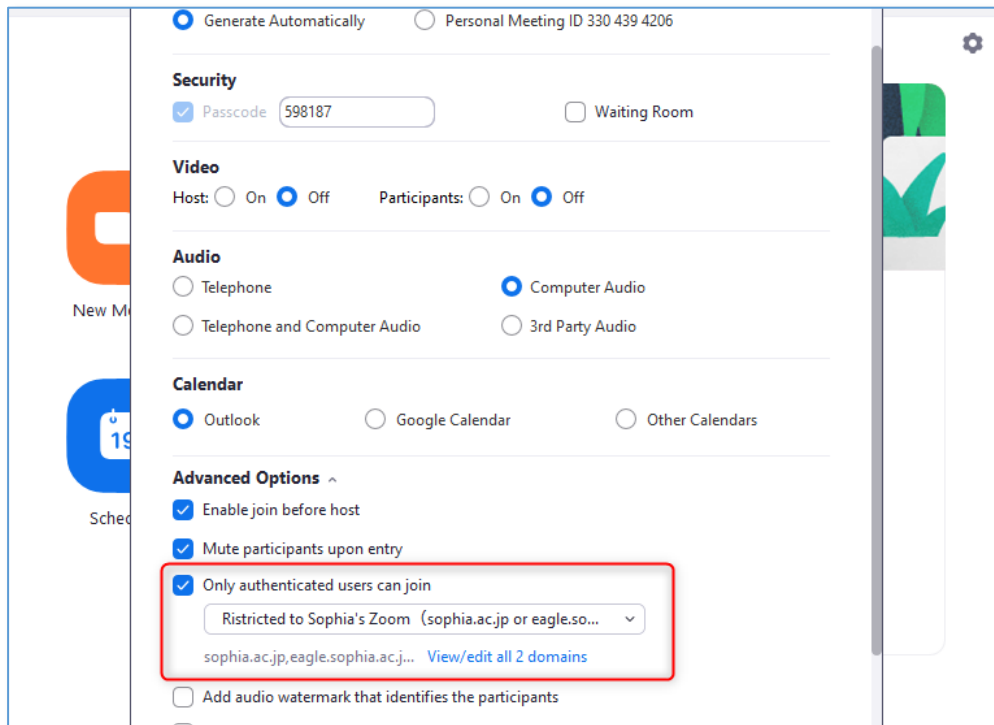 Generate Automatically Personal Meeting ID 330 439 4206
Security
Passcode 598187 Waiting Room
Video
Host: On Off Participants: On Off
Audio
Telephone Computer Audio
New M
Telephone and Computer Audio 3rd Party Audio
Calendar
Outlook Google Calendar Other Calendars
19
Advanced Options
Enable join before host
Sched
Mute participants upon entry
Only authenticated users can join
Ristricted to Sophia's Zoom（sophia.ac.jp or eagle.so...
sophia.ac.jp,eagle.sophia.ac.j... View/edit all 2 domains
Add audio watermark that identifies the participants